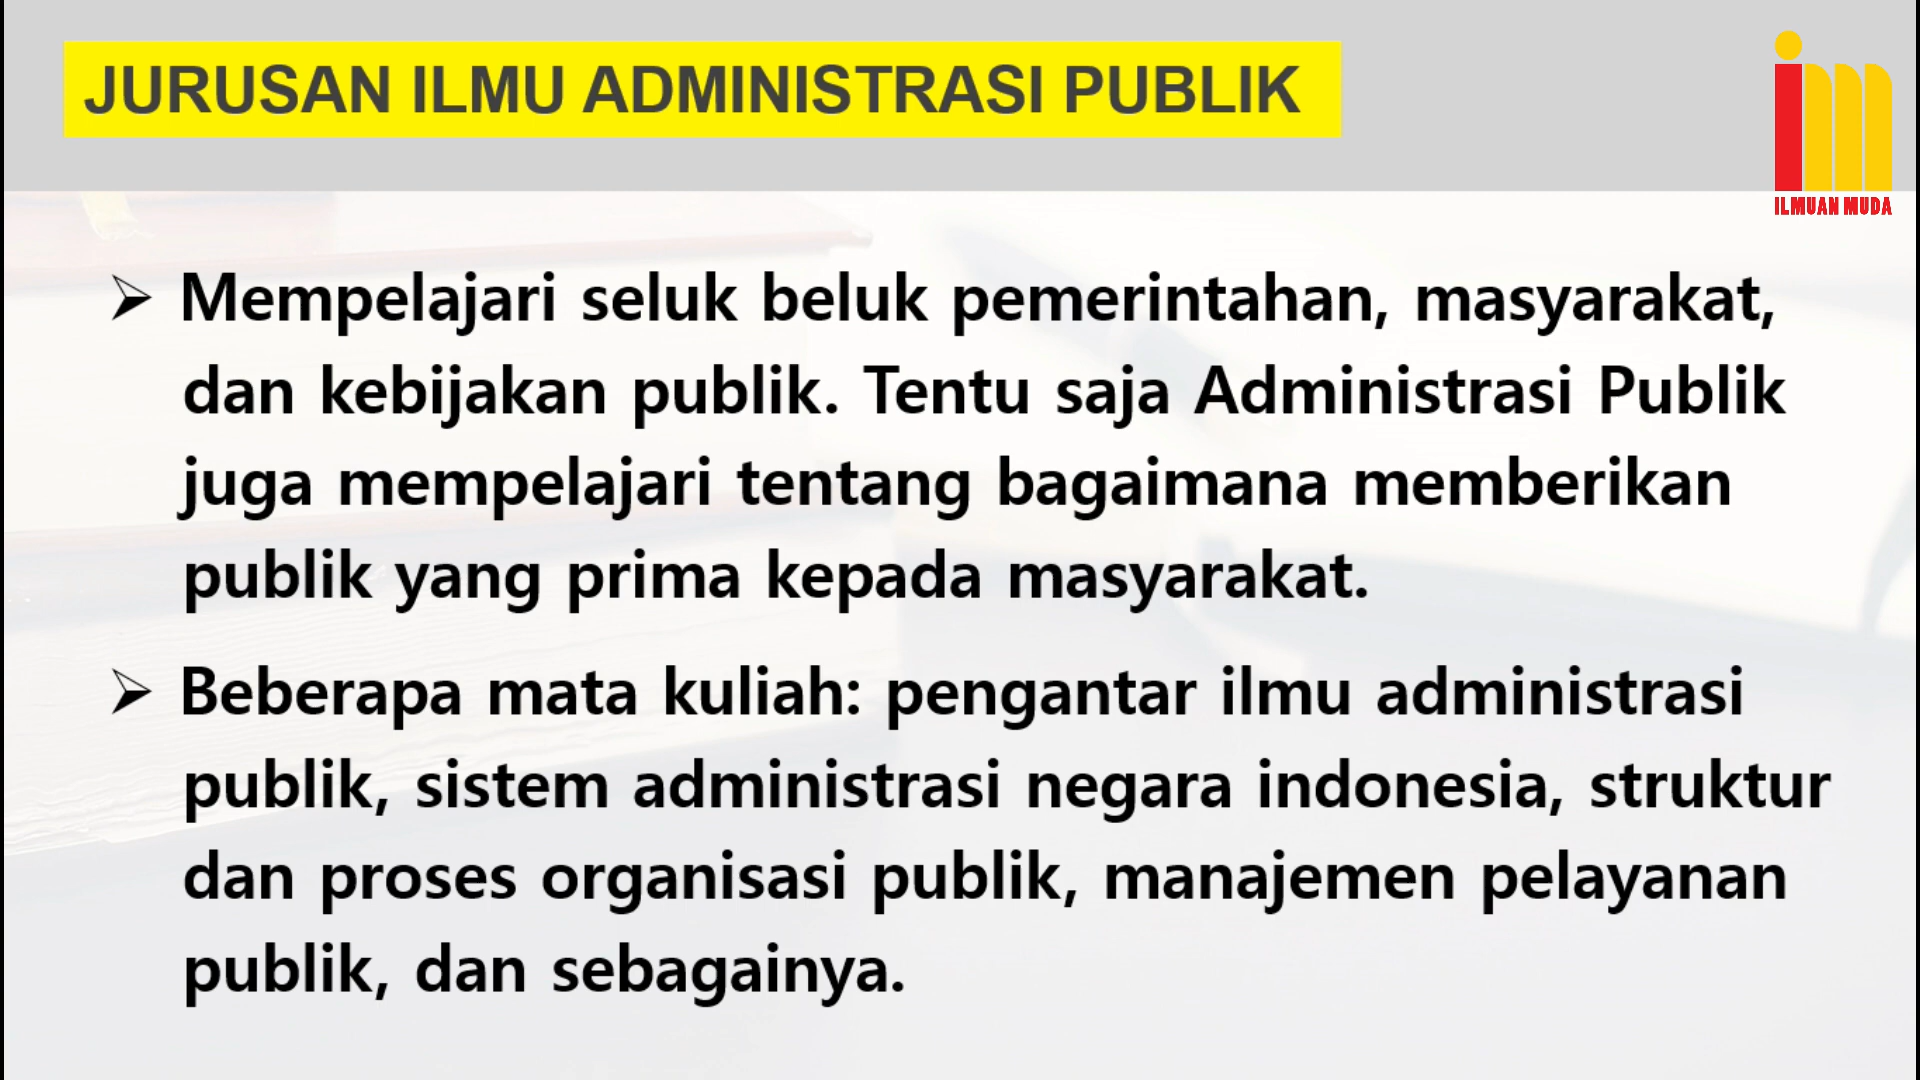 JURUSAN ILMU ADMINISTRASI PUBLIK
ILMUAN MUDA
Mempelajari seluk beluk pemerintahan, masyarakat,
dan kebijakan publik. Tentu saja Administrasi Publik
juga mempelajari tentang bagaimana memberikan
publik yang prima kepada masyarakat.
Beberapa mata kuliah: pengantar ilmu administrasi
publik, sistem administrasi negara indonesia, struktur
dan proses organisasi publik, manajemen pelayanan
publik, dan sebagainya.